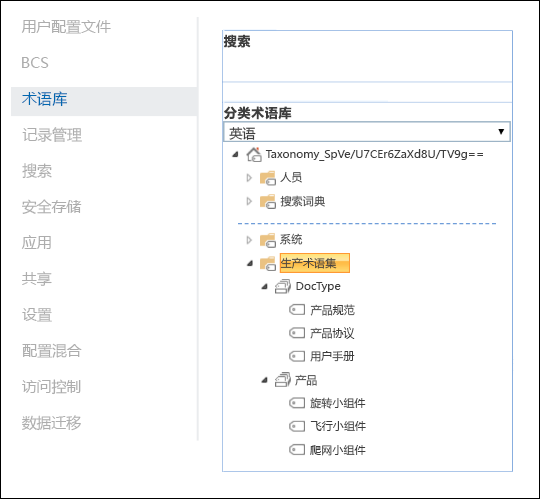 用户配置文件
BCS
术语库
记录管理
搜索
安全存储
应用
共享
设置
配置混合
访问控制
数据迁移
搜索
分类术语库
英语
Taxonomy_SpVe/U7CEr6ZaXd8U/TV9g==
人员
搜索词典
系统
生产术语集
DocType
产品规范
产品协议
用户手册
产品
旋转小组件
飞行小组件
爬网小组件